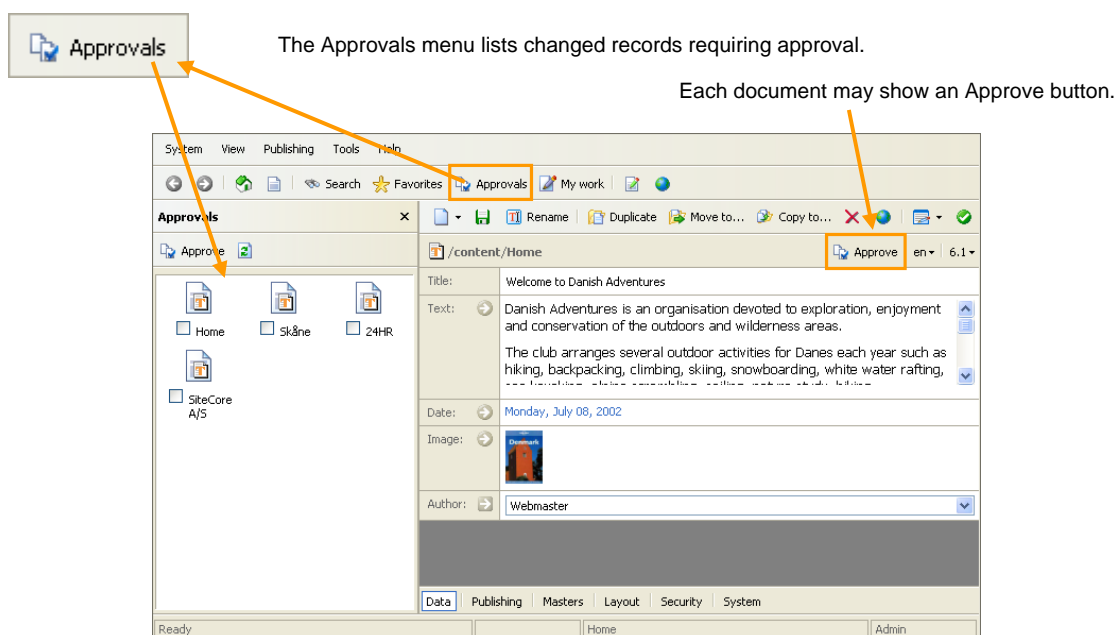 Approvals
The Approvals menu lists changed records requiring approval.
Each document may show an Approve button.
System View Publishing Tools Help
Search Favorites Approvals My work
Approvals
Rename Duplicate Move to... Copy to...
Approve
/content/Home Approve en 6.1
Home Skåne 24HR
SiteCore
A/S
Title: Welcome to Danish Adventures
Text: Danish Adventures is an organisation devoted to exploration, enjoyment
and conservation of the outdoors and wilderness areas.
The club arranges several outdoor activities for Danes each year such as
hiking, backpacking, climbing, skiing, snowboarding, white water rafting,
Date: Monday, July 08, 2002
Image: Denmark
Author: Webmaster
Data Publishing Masters Layout Security System
Ready Home Admin